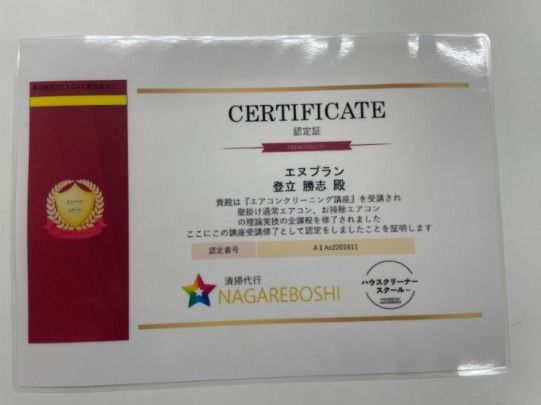 CERTIFICATE
認定証
エヌプラン
登立 勝志 殿
貴殿は『エアコンクリーニング講座』を受講され
壁掛け通常エアコン、お掃除エアコン
の理論実技の全課程を修了されました
ここにこの講座受講修了として認定をしましたことを証明します
認定番号 A1Ao2201611
清掃代行
NAGAREBOSHI
ハウスクリーナー
スクール